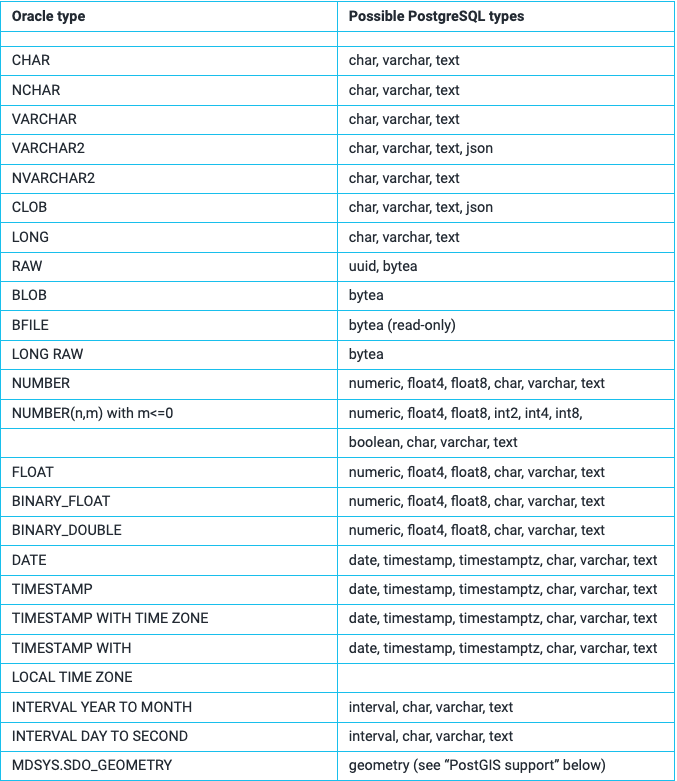 Oracle type Possible PostgreSQL types
CHAR char, varchar, text
NCHAR char, varchar, text
VARCHAR char, varchar, text
VARCHAR2 char, varchar, text, json
NVARCHAR2 char, varchar, text
CLOB char, varchar, text, json
LONG char, varchar, text
RAW uuid, bytea
BLOB bytea
BFILE bytea (read-only)
LONG RAW bytea
NUMBER numeric, float4, float8, char, varchar, text
NUMBER(n,m) with m<=0 numeric, float4, float8, int2, int4, int8,
boolean, char, varchar, text
FLOAT numeric, float4, float8, char, varchar, text
BINARY_FLOAT numeric, float4, float8, char, varchar, text
BINARY_DOUBLE numeric, float4, float8, char, varchar, text
DATE date, timestamp, timestamptz, char, varchar, text
TIMESTAMP date, timestamp, timestamptz, char, varchar, text
TIMESTAMP WITH TIME ZONE date, timestamp, timestamptz, char, varchar, text
TIMESTAMP WITH date, timestamp, timestamptz, char, varchar, text
LOCAL TIME ZONE
INTERVAL YEAR TO MONTH interval, char, varchar, text
INTERVAL DAY TO SECOND interval, char, varchar, text
MDSYS.SDO_GEOMETRY geometry (see “PostGIS support” below)